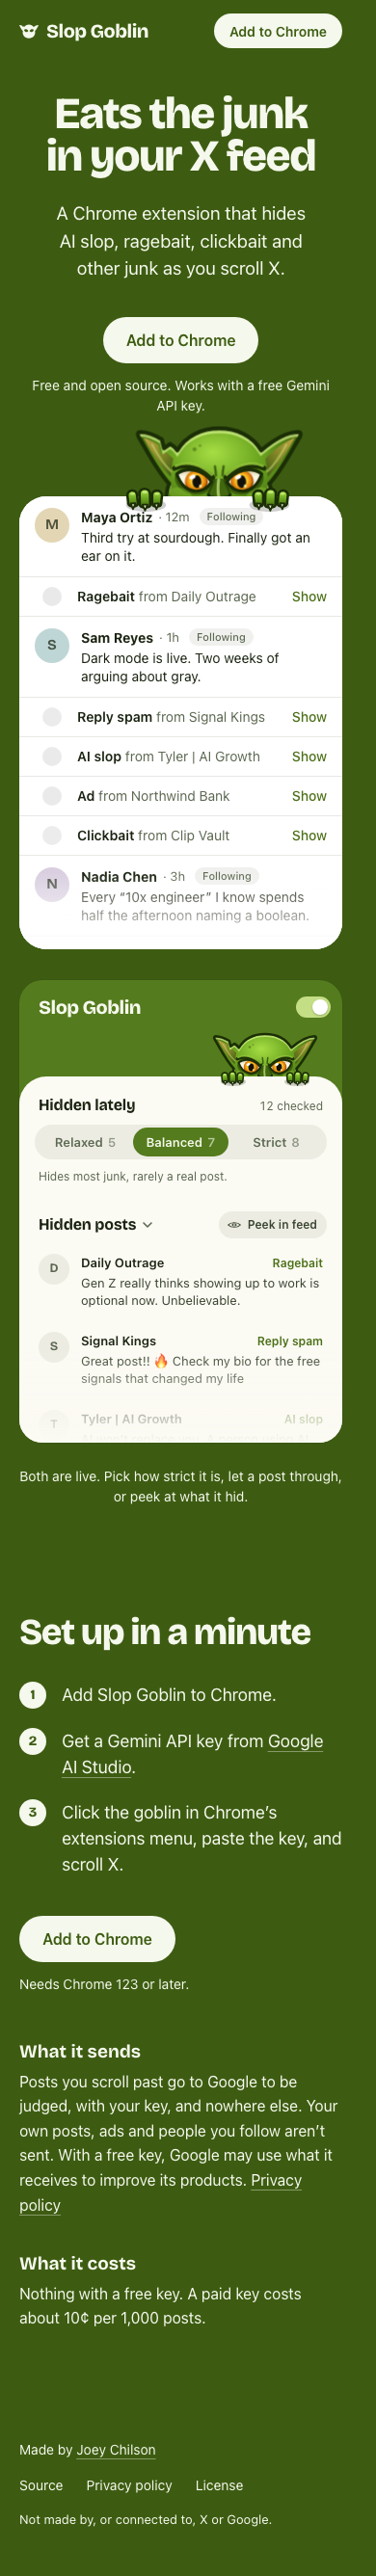 Slop Goblin
Add to Chrome
Eats the junk
in your X feed
A Chrome extension that hides
AI slop, ragebait, clickbait and
other junk as you scroll X.
Add to Chrome
Free and open source. Works with a free Gemini
API key.
M
Maya Ortiz · 12m Following
Third try at sourdough. Finally got an
ear on it.
Ragebait from Daily Outrage Show
S
Sam Reyes · 1h Following
Dark mode is live. Two weeks of
arguing about gray.
Reply spam from Signal Kings Show
AI slop from Tyler | AI Growth Show
Ad from Northwind Bank Show
Clickbait from Clip Vault Show
N
Nadia Chen · 3h Following
Every “10x engineer” I know spends
half the afternoon naming a boolean.
Slop Goblin
Hidden lately 12 checked
Relaxed 5 Balanced 7 Strict 8
Hides most junk, rarely a real post.
Hidden posts Peek in feed
D
Daily Outrage Ragebait
Gen Z really thinks showing up to work is
optional now. Unbelievable.
S
Signal Kings Reply spam
Great post!! 🔥 Check my bio for the free
signals that changed my life
T
Tyler | AI Growth AI slop
Both are live. Pick how strict it is, let a post through,
or peek at what it hid.
Set up in a minute
1 Add Slop Goblin to Chrome.
2 Get a Gemini API key from Google
AI Studio.
3 Click the goblin in Chrome’s
extensions menu, paste the key, and
scroll X.
Add to Chrome
Needs Chrome 123 or later.
What it sends
Posts you scroll past go to Google to be
judged, with your key, and nowhere else. Your
own posts, ads and people you follow aren’t
sent. With a free key, Google may use what it
receives to improve its products. Privacy
policy
What it costs
Nothing with a free key. A paid key costs
about 10¢ per 1,000 posts.
Made by Joey Chilson
Source Privacy policy License
Not made by, or connected to, X or Google.